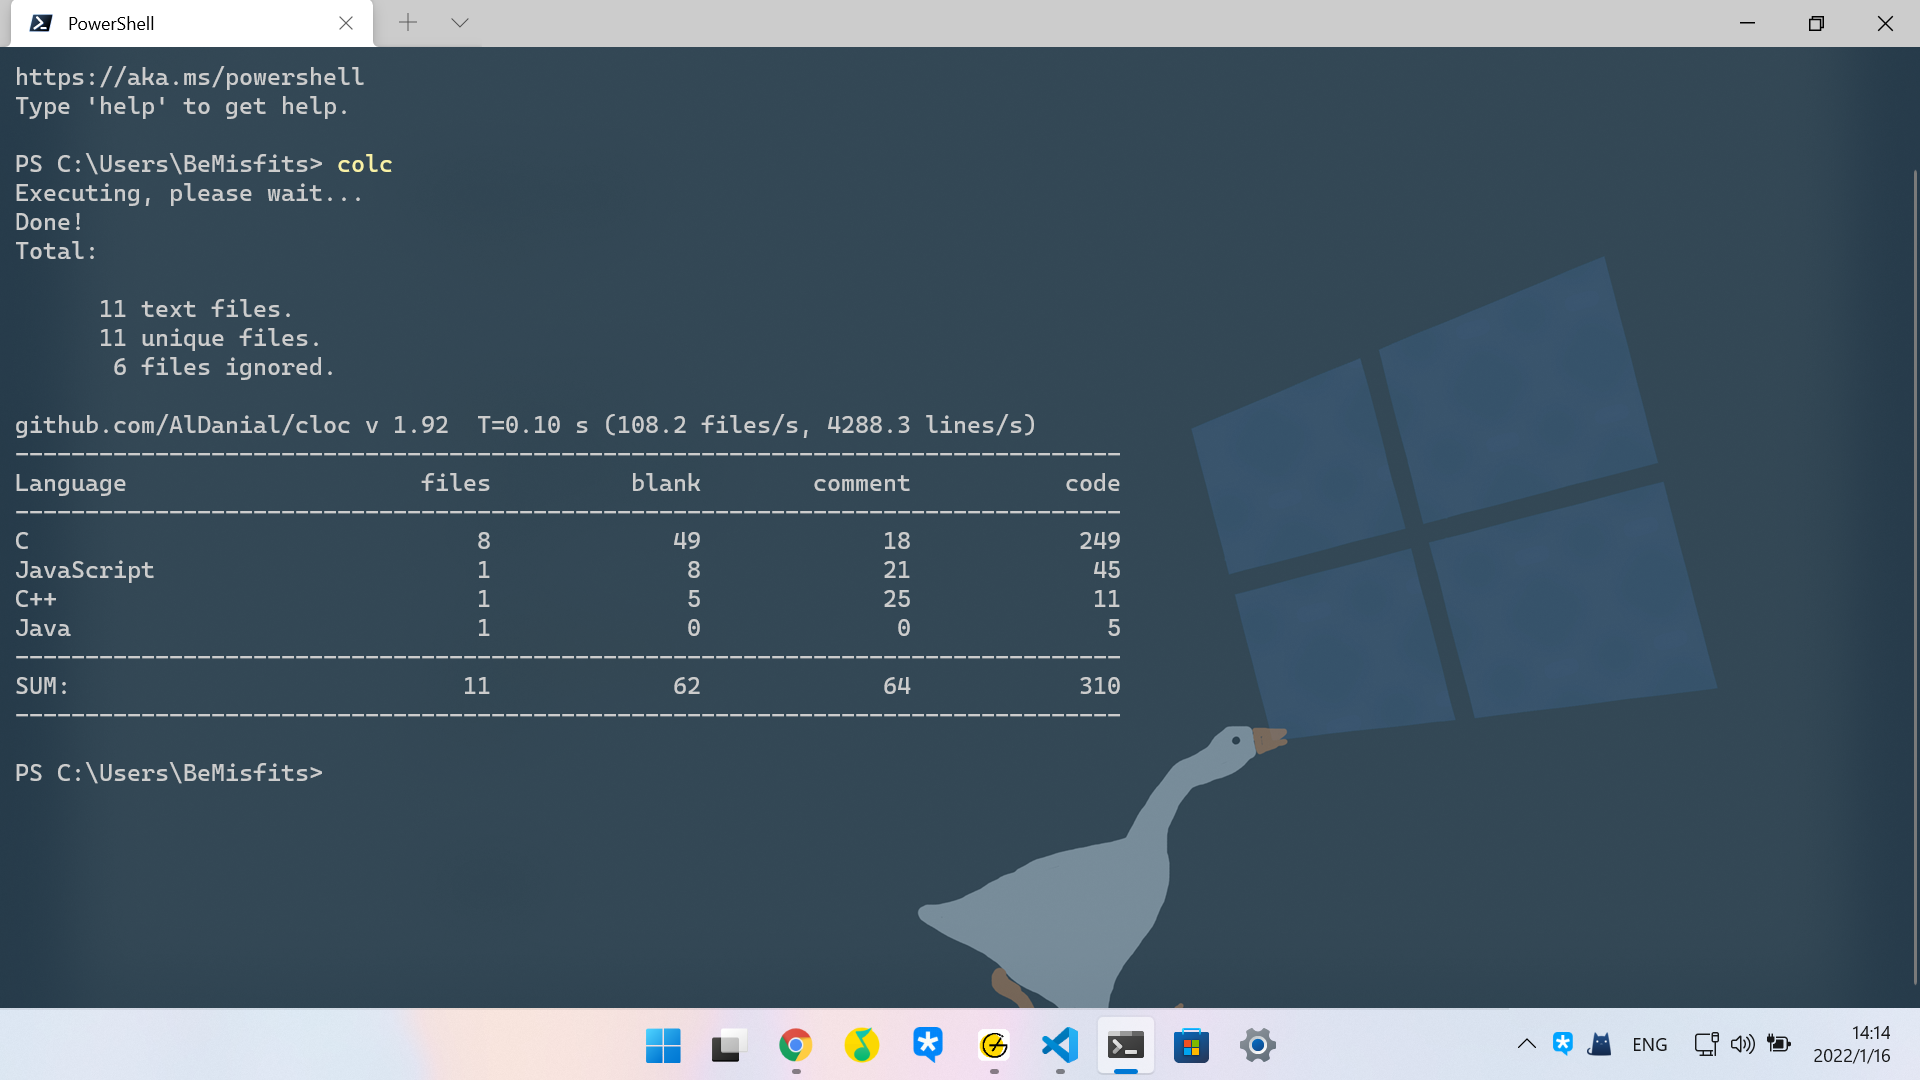 PowerShell
https://aka.ms/powershell
Type 'help' to get help.
PS C:\Users\BeMisfits> colc
Executing, please wait...
Done!
Total:
11 text files.
11 unique files.
6 files ignored.
github.com/AlDanial/cloc v 1.92  T=0.10 s (108.2 files/s, 4288.3 lines/s)
-------------------------------------------------------------------------------
Language                     files          blank        comment           code
-------------------------------------------------------------------------------
C                                8             49             18            249
JavaScript                       1              8             21             45
C++                              1              5             25             11
Java                             1              0              0              5
-------------------------------------------------------------------------------
SUM:                            11             62             64            310
-------------------------------------------------------------------------------
PS C:\Users\BeMisfits>
ENG
14:14
2022/1/16